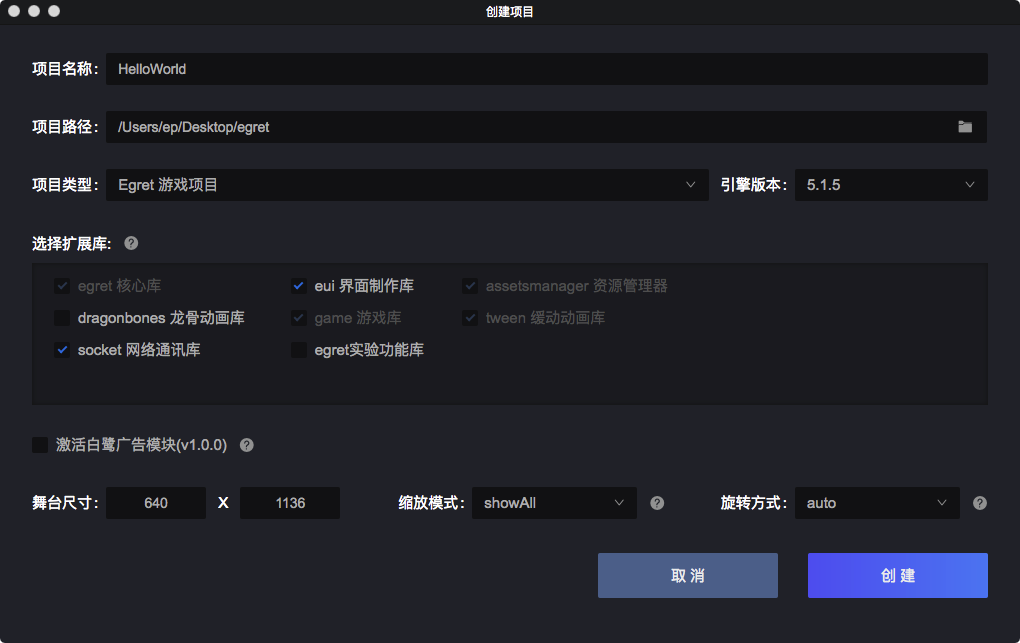 创建项目
项目名称: HelloWorld
项目路径: /Users/ep/Desktop/egret
项目类型: Egret 游戏项目 引擎版本: 5.1.5
选择扩展库: ?
egret 核心库 eui 界面制作库 assetsmanager 资源管理器
dragonbones 龙骨动画库 game 游戏库 tween 缓动动画库
socket 网络通讯库 egret实验功能库
激活白鹭广告模块(v1.0.0) ?
舞台尺寸: 640 X 1136 缩放模式: showAll ? 旋转方式: auto ?
取消 创建